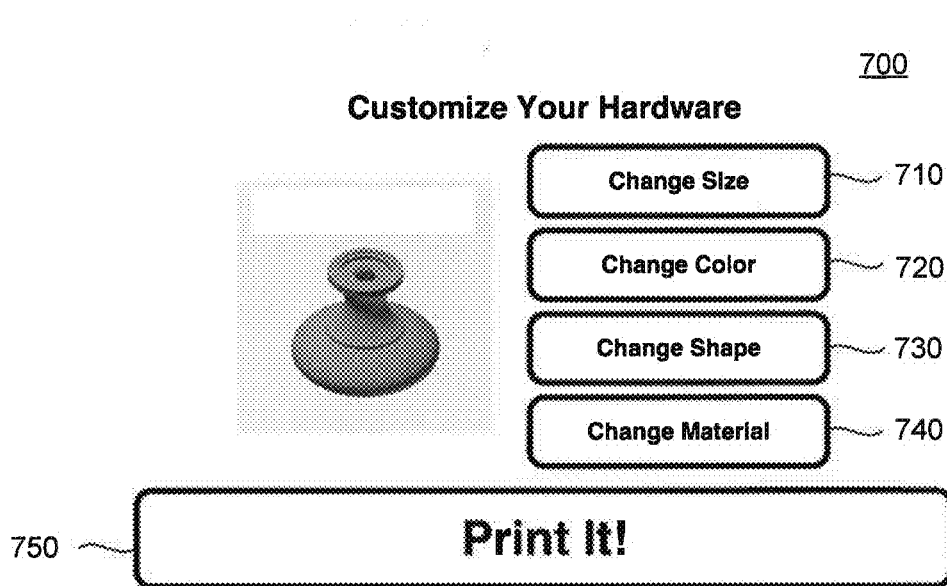 700
Customize Your Hardware
Change Size 710
Change Color 720
Change Shape 730
Change Material 740
750 Print It!